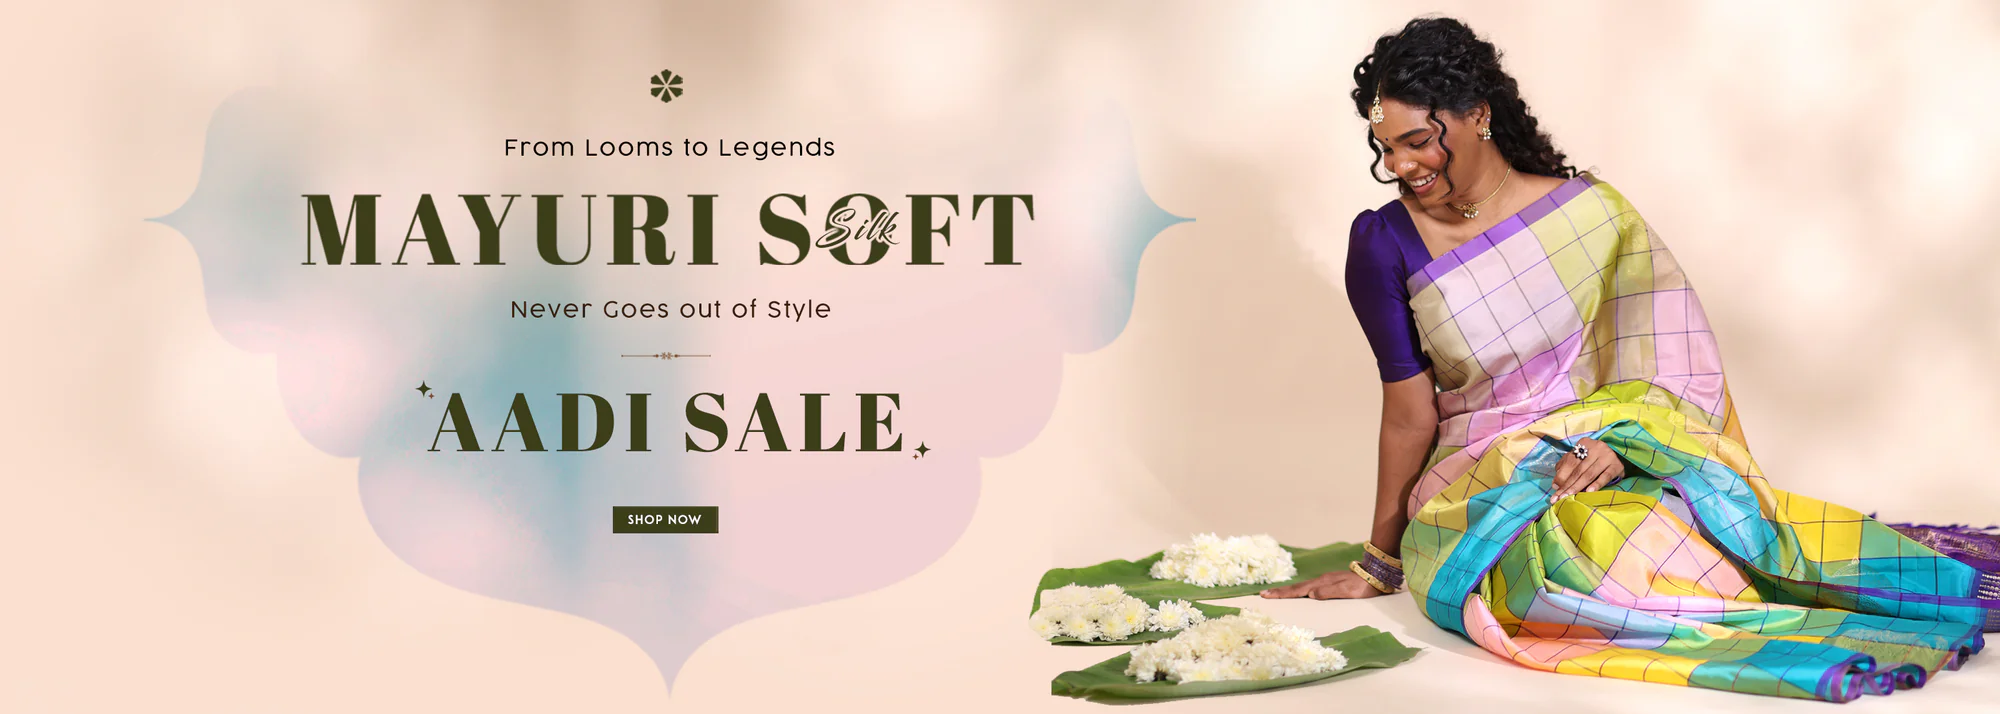 From Looms to Legends
MAYURI SOFT
Silk
Never Goes out of Style
AADI SALE
SHOP NOW